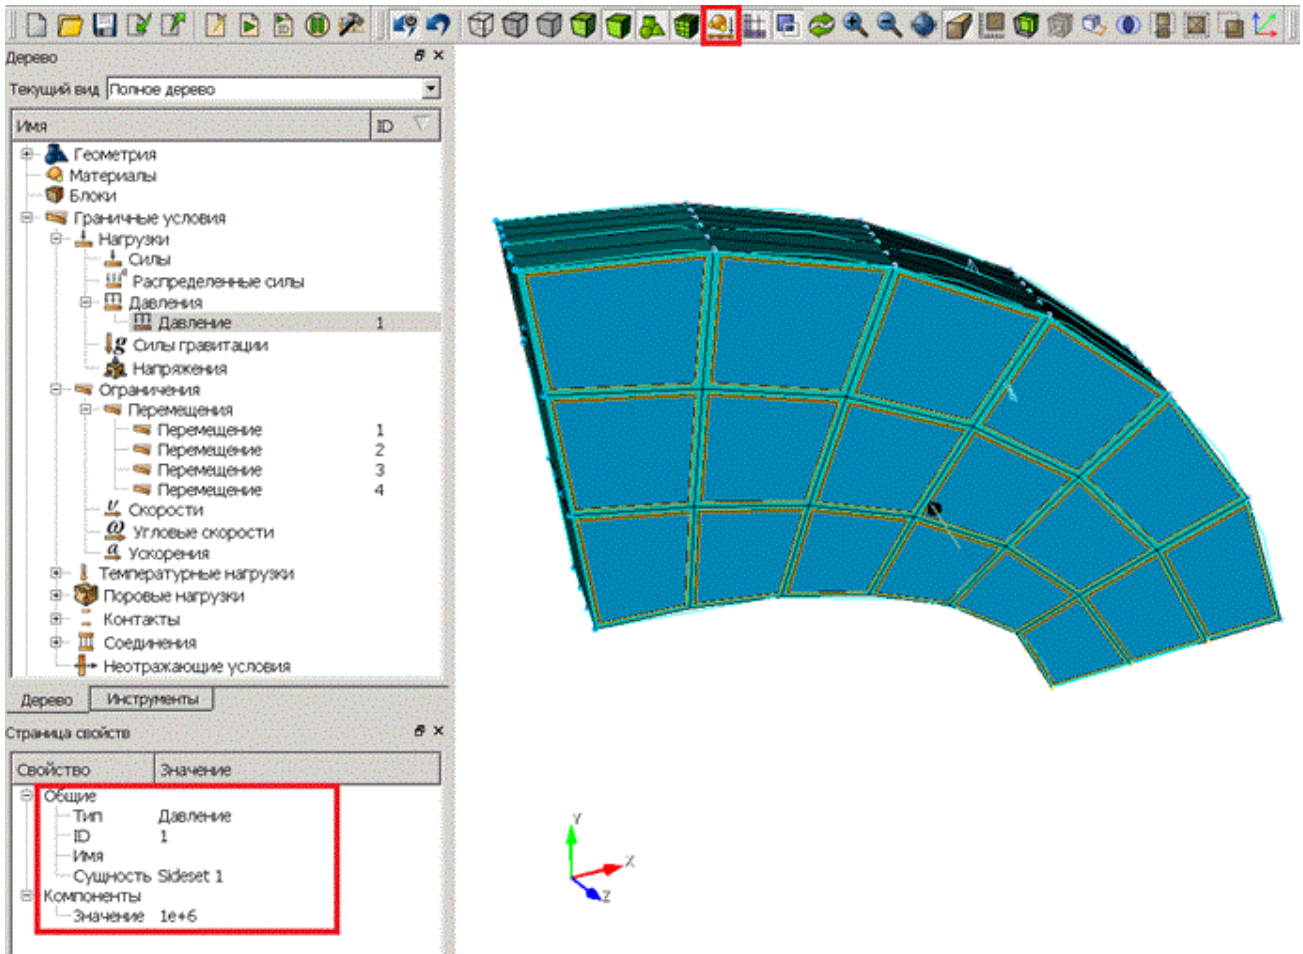 Дерево
Текущий вид Полное дерево
Имя ID
Геометрия
Материалы
Блоки
Граничные условия
Нагрузки
Силы
Распределенные силы
Давления
Давление 1
Силы гравитации
Напряжения
Ограничения
Перемещения
Перемещение 1
Перемещение 2
Перемещение 3
Перемещение 4
Скорости
Угловые скорости
Ускорения
Температурные нагрузки
Поровые нагрузки
Контакты
Соединения
Неотражающие условия
Дерево Инструменты
Страница свойств
Свойство Значение
Общие
Тип Давление
ID 1
Имя
Сущность Sideset 1
Компоненты
Значение 1e+6
Y
X
Z